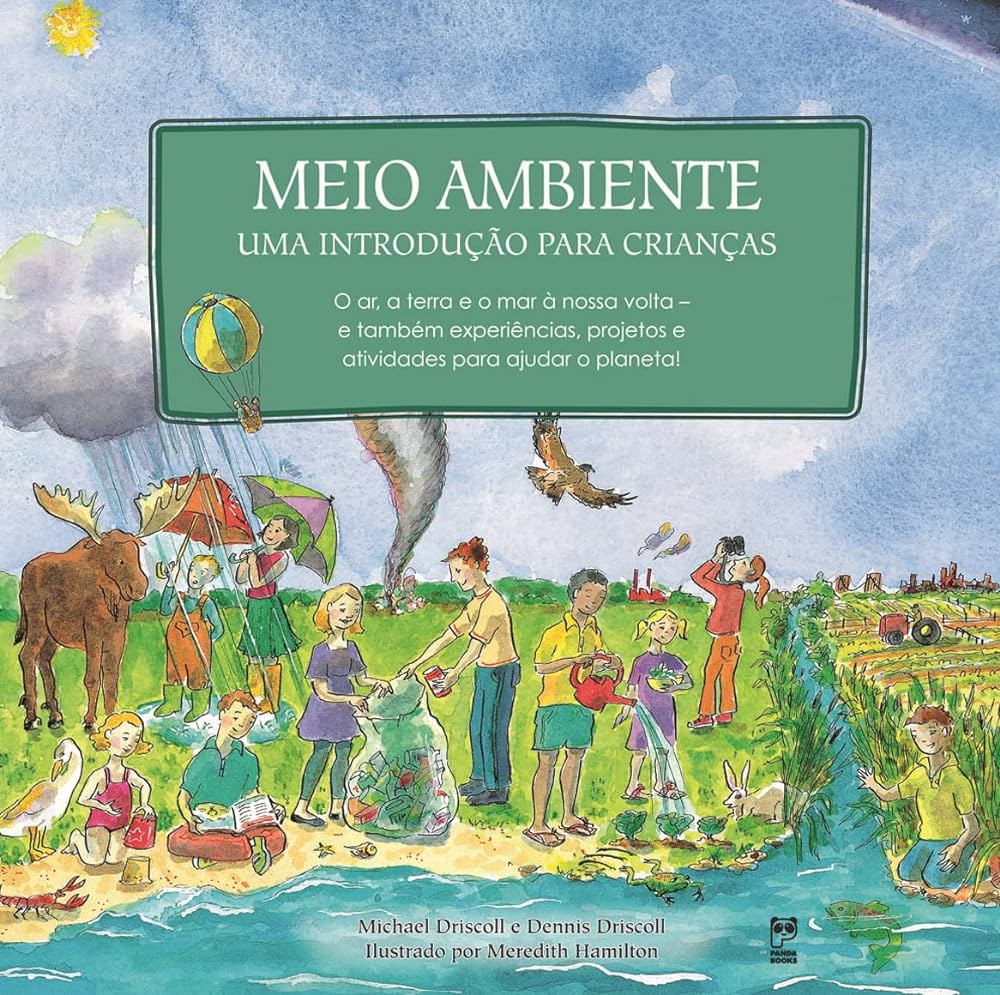 MEIO AMBIENTE
UMA INTRODUÇÃO PARA CRIANÇAS
O ar, a terra e o mar à nossa volta –
e também experiências, projetos e
atividades para ajudar o planeta!
Michael Driscoll e Dennis Driscoll
Ilustrado por Meredith Hamilton
PANDA
BOOKS